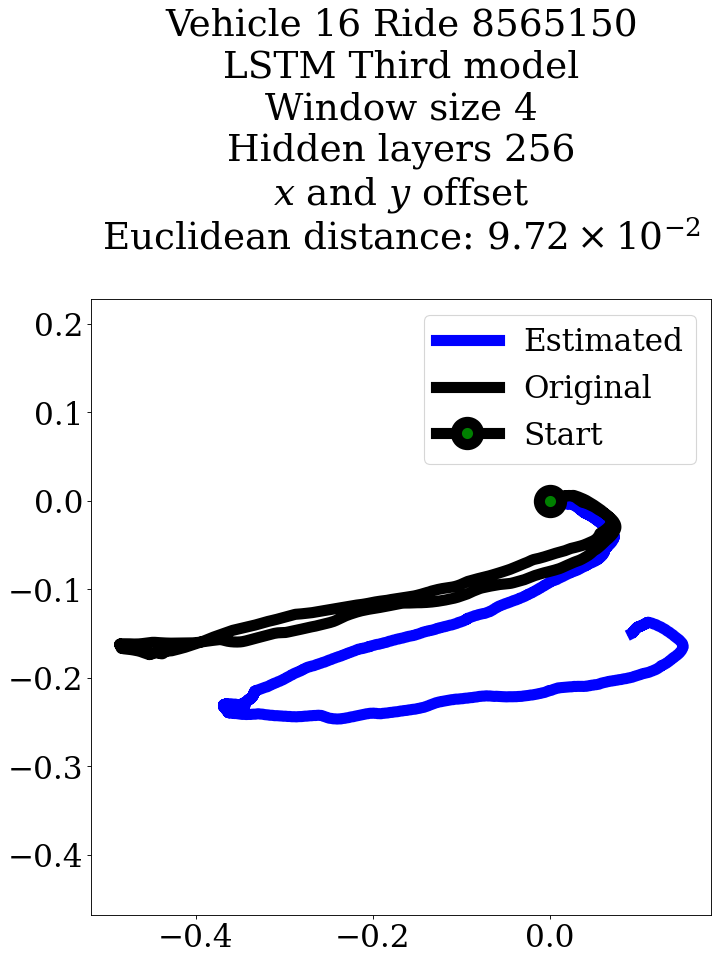 Vehicle 16 Ride 8565150
LSTM Third model
Window size 4
Hidden layers 256
x and y offset
Euclidean distance: 9.72 × 10⁻²
Estimated
Original
Start
0.2
0.1
0.0
−0.1
−0.2
−0.3
−0.4
−0.4 −0.2 0.0